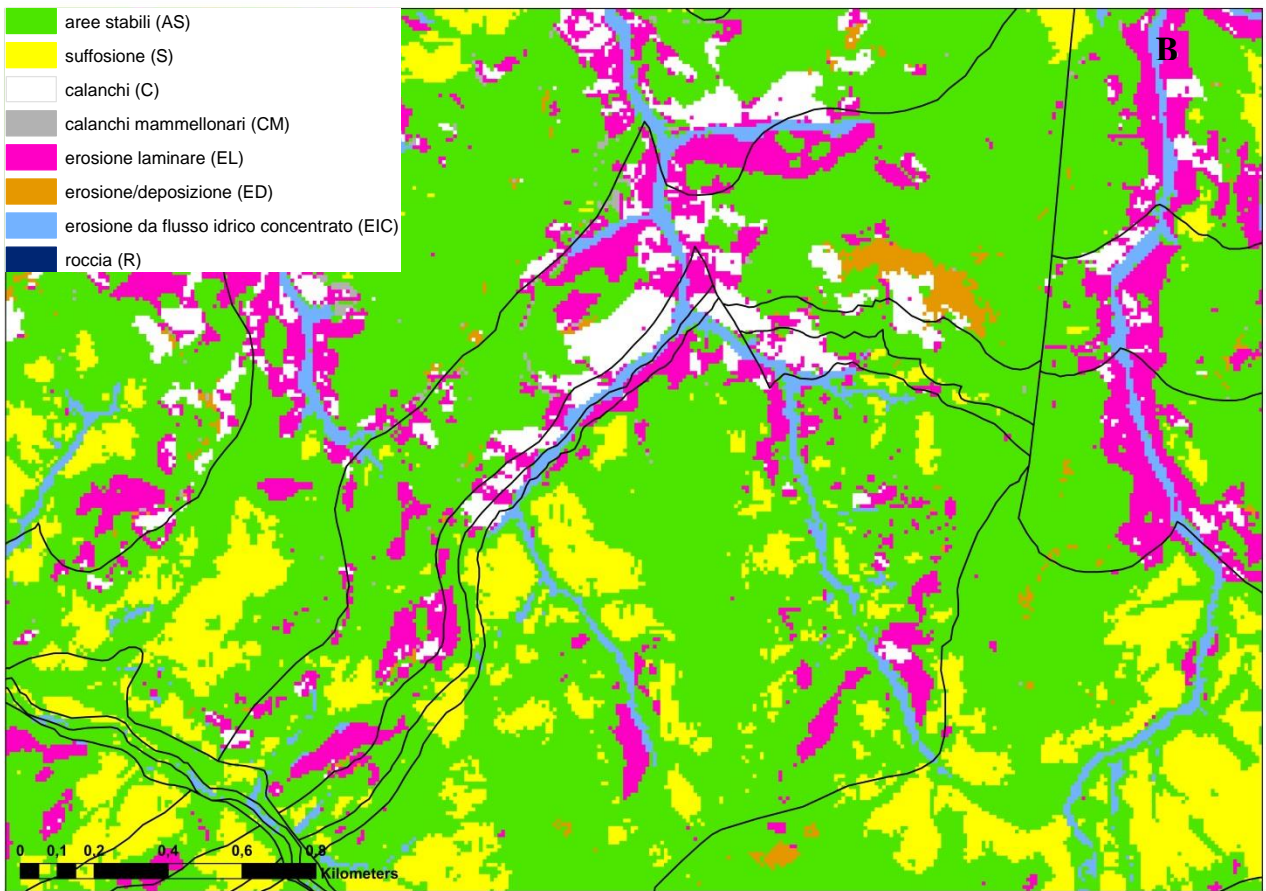 aree stabili (AS)
suffosione (S)
calanchi (C)
calanchi mammellonari (CM)
erosione laminare (EL)
erosione/deposizione (ED)
erosione da flusso idrico concentrato (EIC)
roccia (R)
B
0 0,1 0,2 0,4 0,6 0,8
Kilometers